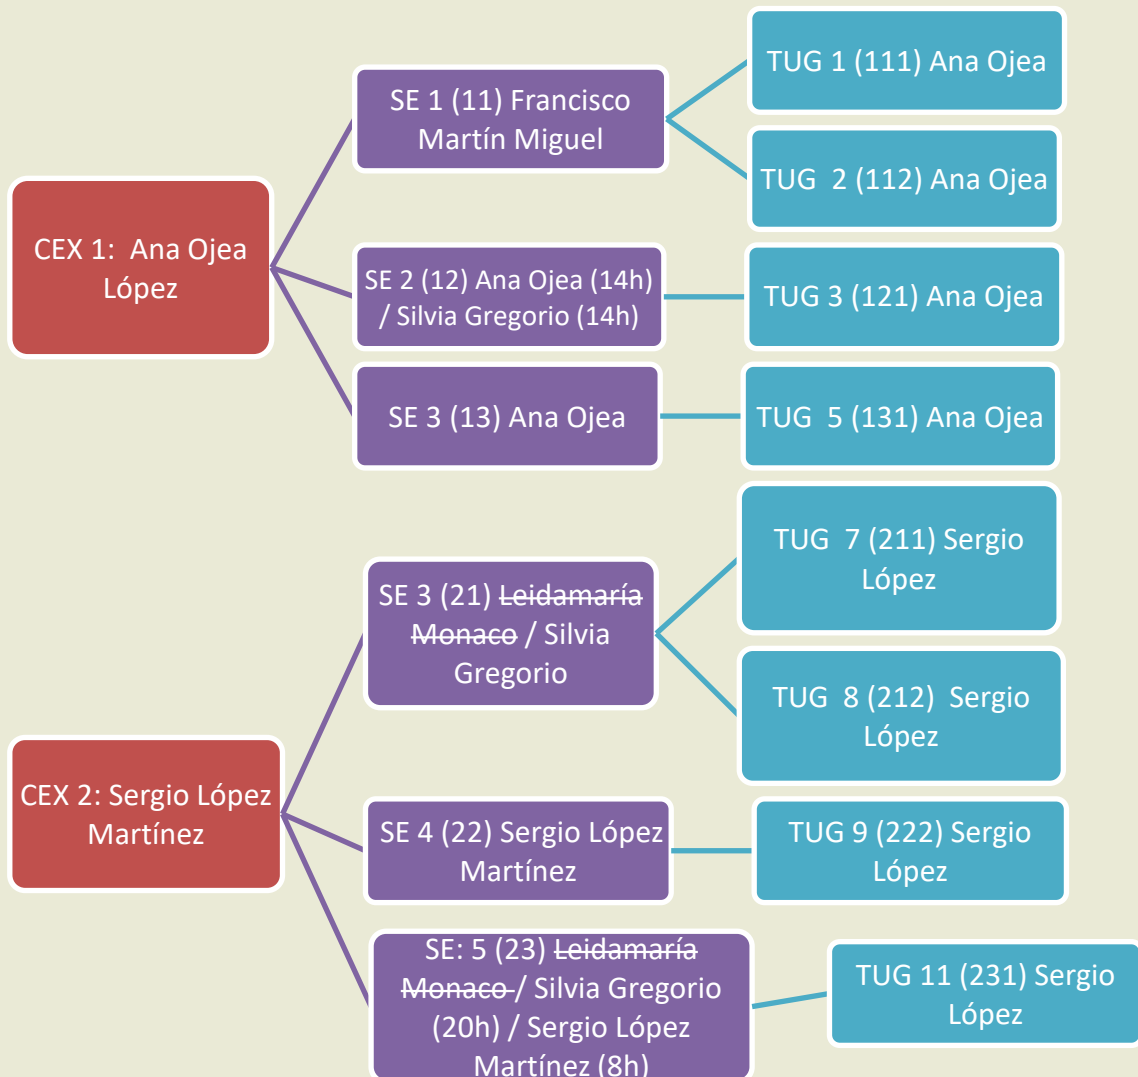 CEX 1:  Ana Ojea
López
SE 1 (11) Francisco
Martín Miguel
TUG 1 (111) Ana Ojea
TUG  2 (112) Ana Ojea
SE 2 (12) Ana Ojea (14h)
/ Silvia Gregorio (14h)
TUG 3 (121) Ana Ojea
SE 3 (13) Ana Ojea
TUG  5 (131) Ana Ojea
CEX 2: Sergio López
Martínez
SE 3 (21) Leidamaría
Monaco / Silvia
Gregorio
TUG  7 (211) Sergio
López
TUG  8 (212)  Sergio
López
SE 4 (22) Sergio López
Martínez
TUG 9 (222) Sergio
López
SE: 5 (23) Leidamaría
Monaco / Silvia Gregorio
(20h) / Sergio López
Martínez (8h)
TUG 11 (231) Sergio
López